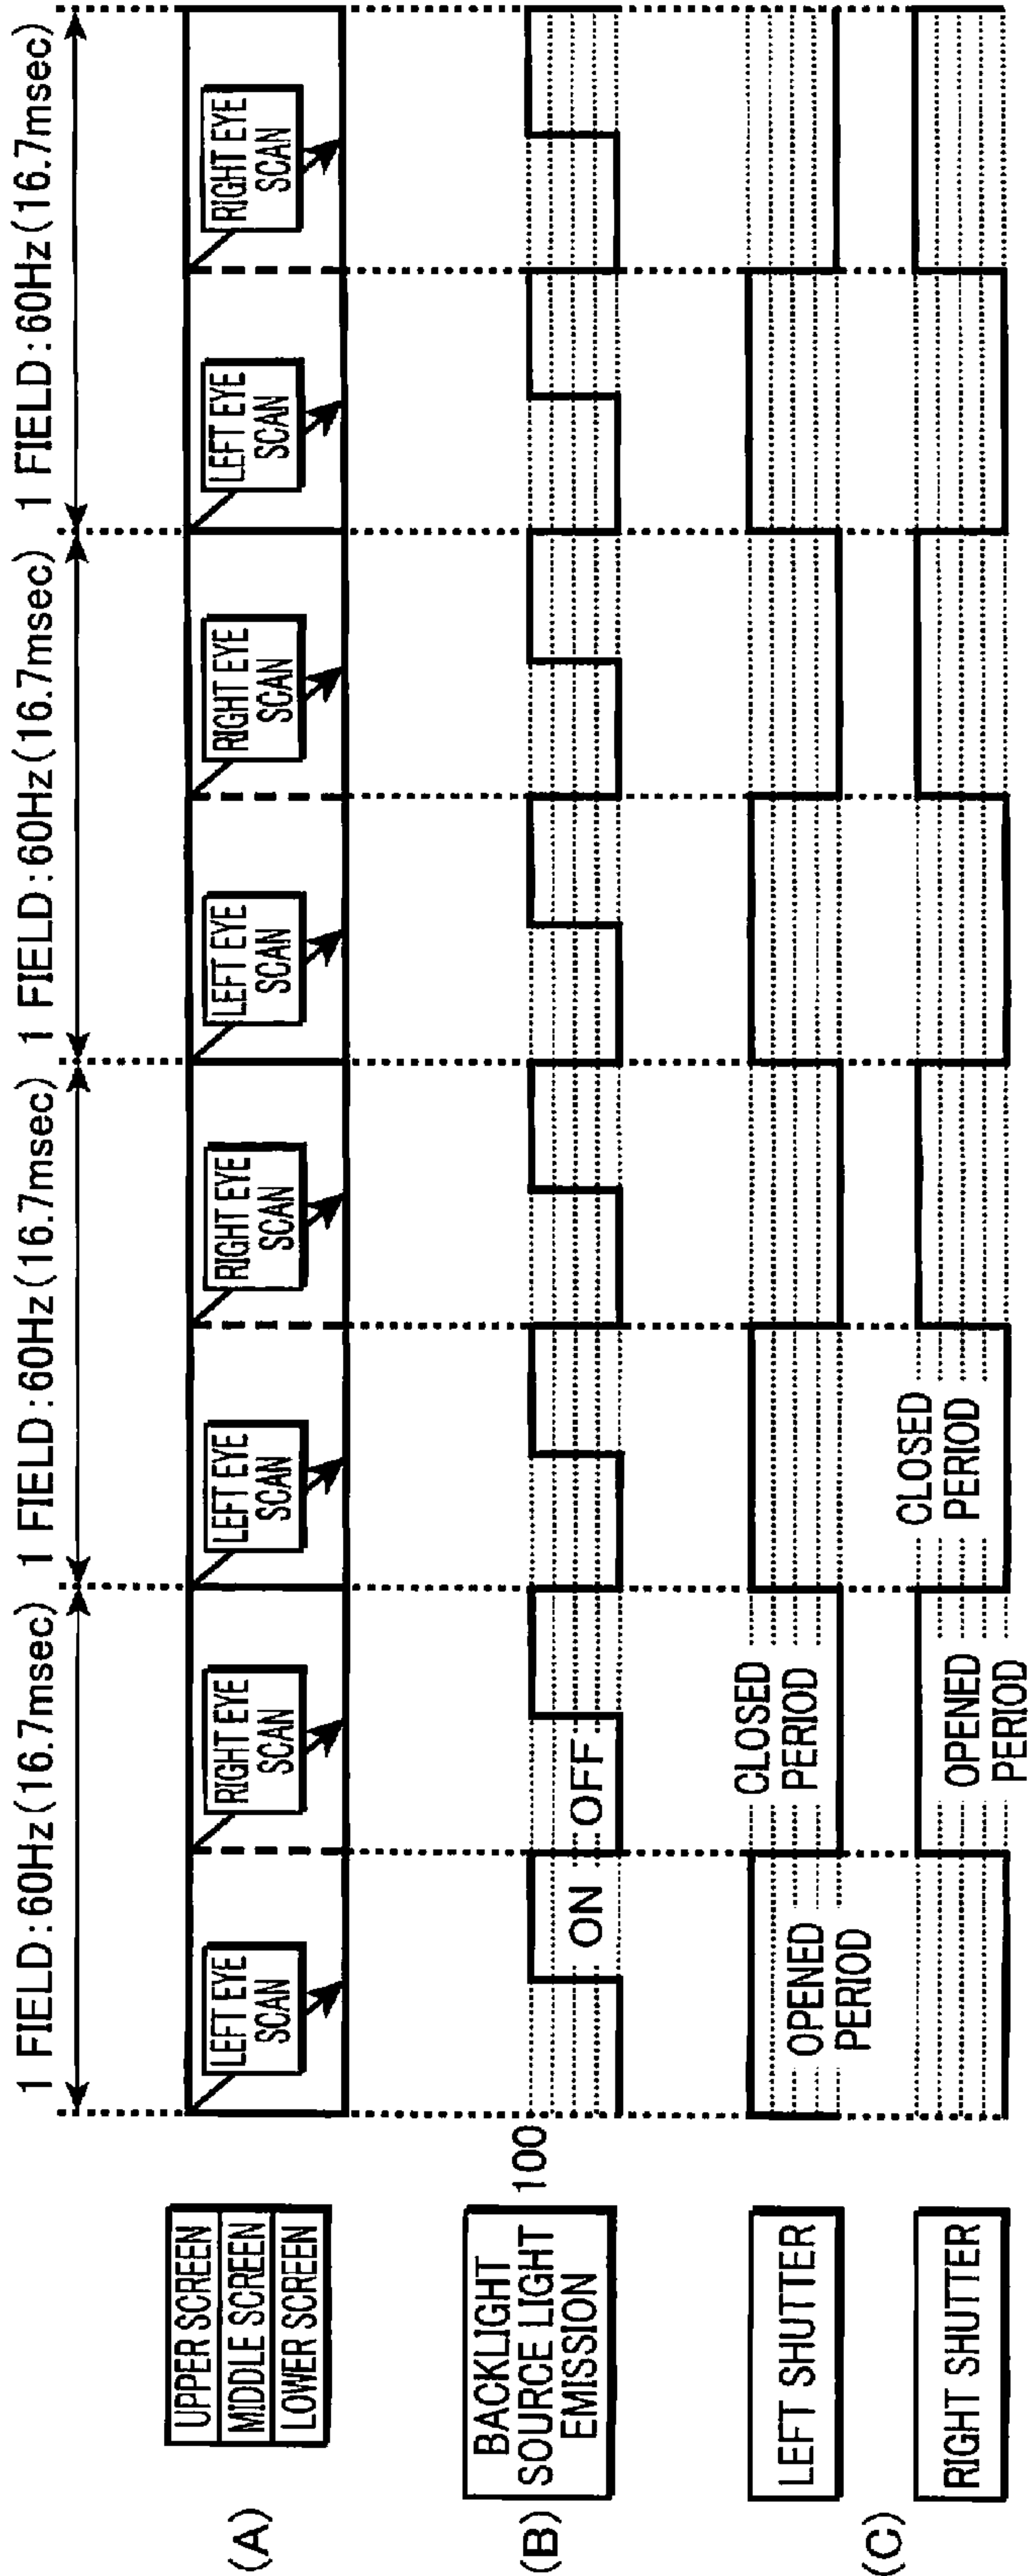 1 FIELD:60Hz(16.7msec)
1 FIELD:60Hz(16.7msec)
1 FIELD:60Hz(16.7msec)
1 FIELD:60Hz(16.7msec)
(A)
UPPER SCREEN
MIDDLE SCREEN
LOWER SCREEN
LEFT EYE
SCAN
RIGHT EYE
SCAN
LEFT EYE
SCAN
RIGHT EYE
SCAN
LEFT EYE
SCAN
RIGHT EYE
SCAN
LEFT EYE
SCAN
RIGHT EYE
SCAN
(B)
BACKLIGHT
SOURCE LIGHT
EMISSION
100
ON
OFF
(C)
LEFT SHUTTER
OPENED
PERIOD
CLOSED
PERIOD
RIGHT SHUTTER
OPENED
PERIOD
CLOSED
PERIOD